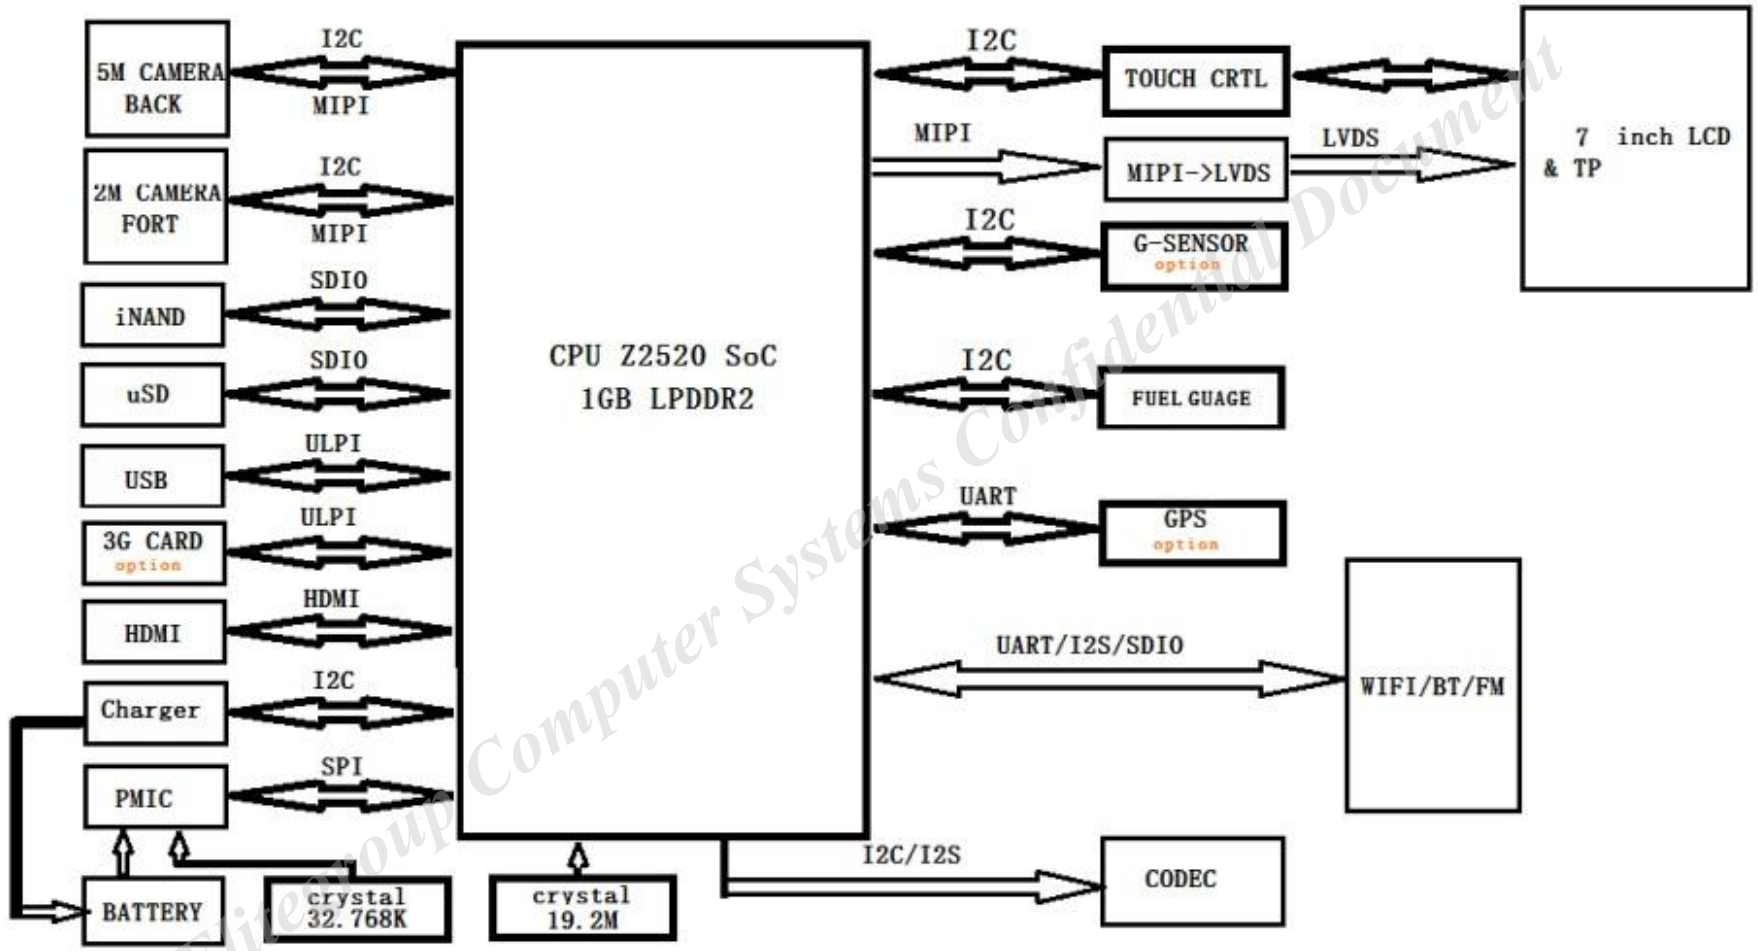 I2C
5M CAMERA
BACK
MIPI
I2C
2M CAMERA
FORT
MIPI
SDIO
iNAND
SDIO
uSD
ULPI
USB
ULPI
3G CARD
option
HDMI
HDMI
I2C
Charger
SPI
PMIC
BATTERY
crystal
32.768K
crystal
19.2M
CPU Z2520 SoC
1GB LPDDR2
I2C
TOUCH CRTL
MIPI
MIPI->LVDS
LVDS
7 inch LCD
& TP
I2C
G-SENSOR
option
I2C
FUEL GUAGE
UART
GPS
option
UART/I2S/SDIO
WIFI/BT/FM
I2C/I2S
CODEC
Elitegroup Computer Systems Confidential Document